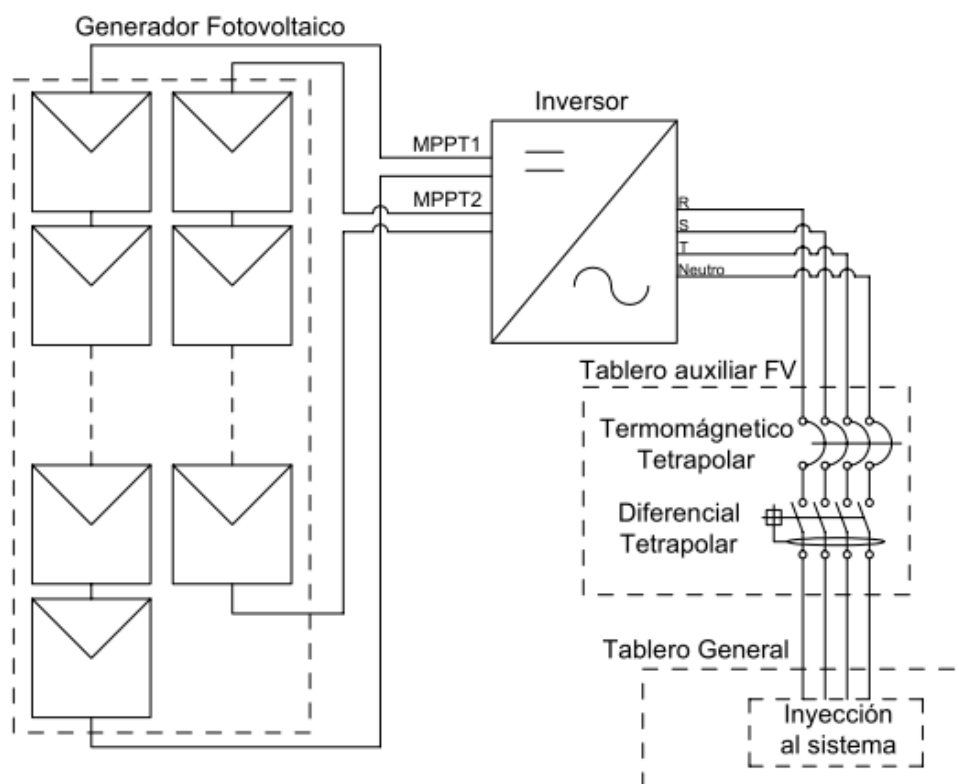 Generador Fotovoltaico
Inversor
MPPT1
MPPT2
R
S
T
Neutro
Tablero auxiliar FV
Termomágnetico
Tetrapolar
Diferencial
Tetrapolar
Tablero General
Inyección
al sistema